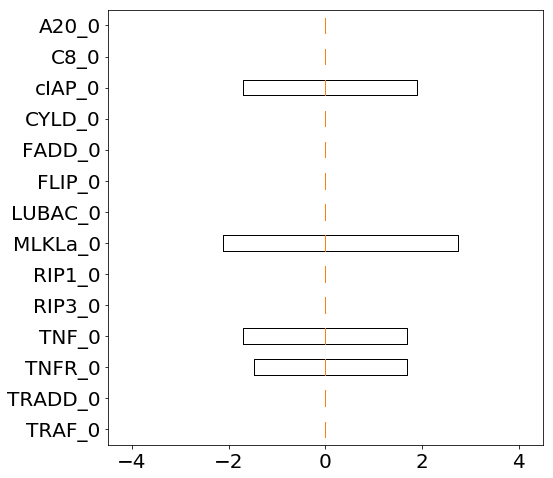 A20_0
C8_0
cIAP_0
CYLD_0
FADD_0
FLIP_0
LUBAC_0
MLKLa_0
RIP1_0
RIP3_0
TNF_0
TNFR_0
TRADD_0
TRAF_0
−4 −2 0 2 4